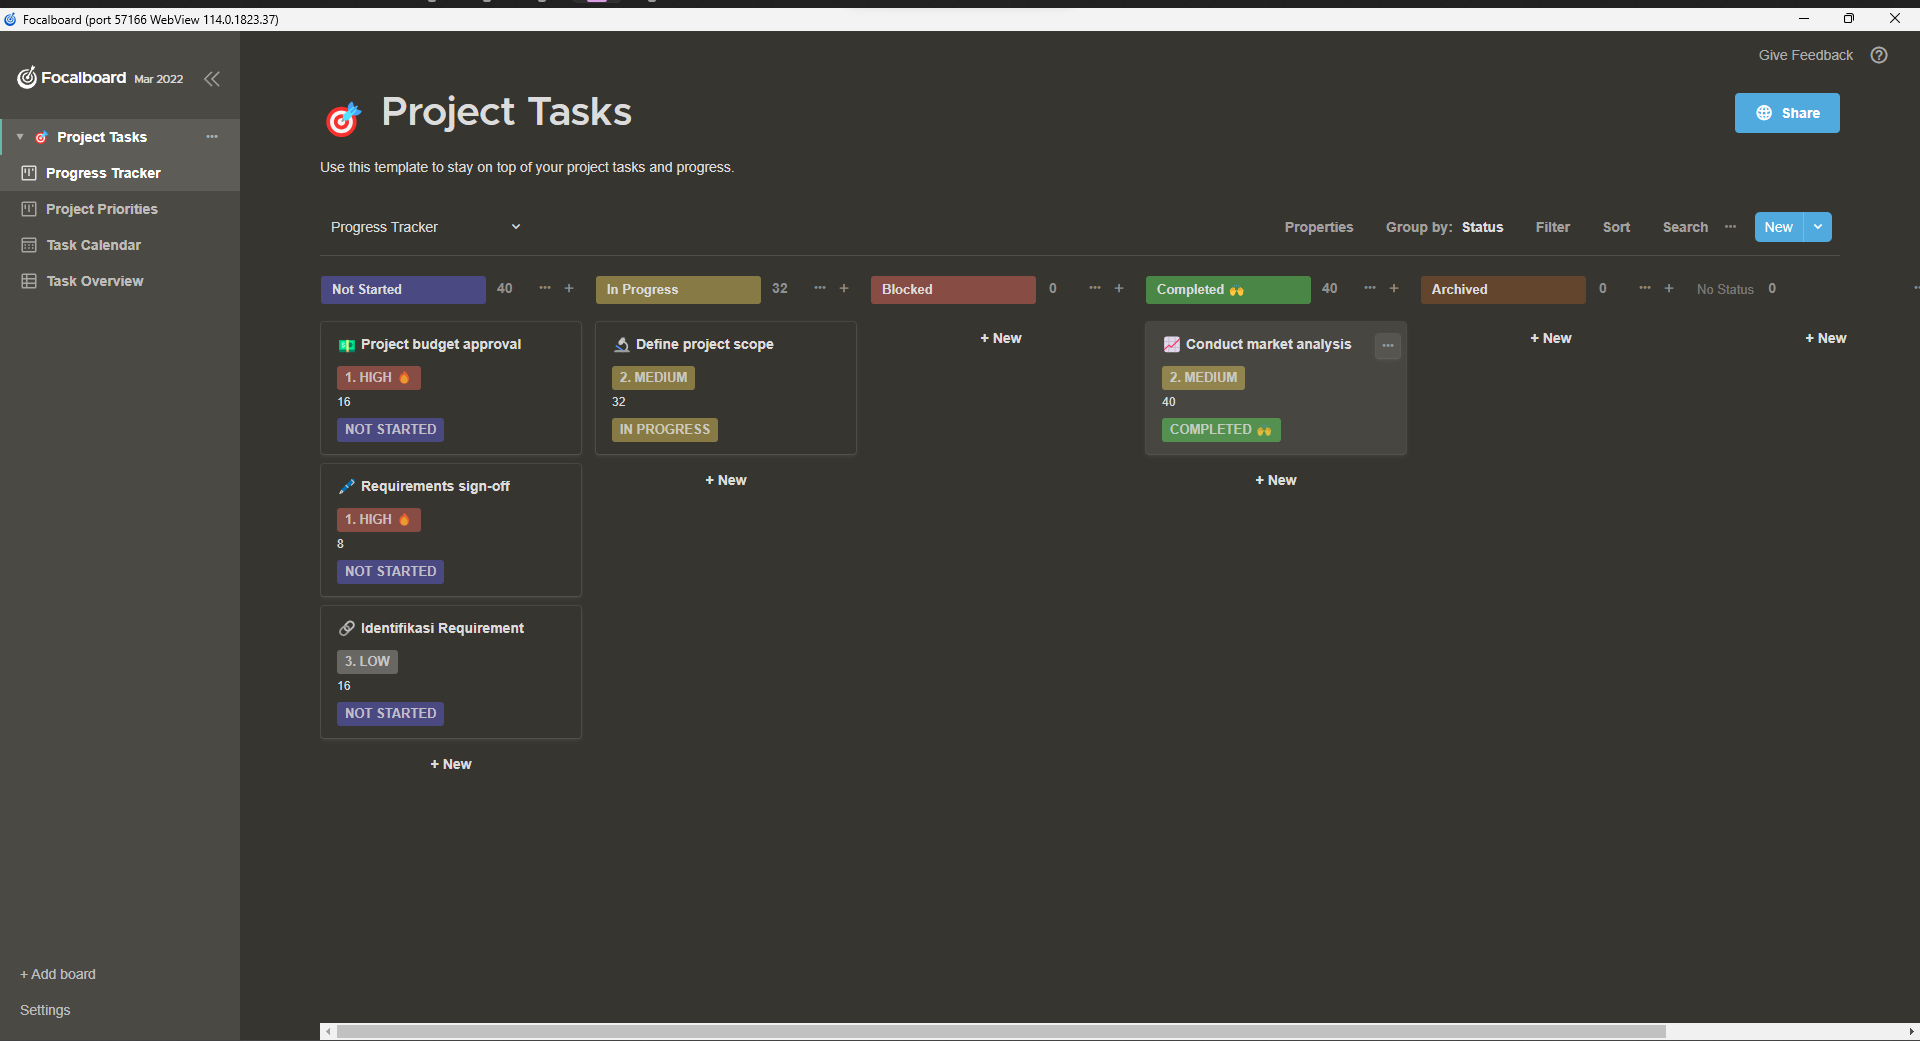 Focalboard (port 57166 WebView 114.0.1823.37)
Give Feedback
Focalboard Mar 2022
Project Tasks
Progress Tracker
Project Priorities
Task Calendar
Task Overview
+ Add board
Settings
Project Tasks
Share
Use this template to stay on top of your project tasks and progress.
Progress Tracker
Properties Group by: Status Filter Sort Search ··· New
Not Started 40 ··· +
In Progress 32 ··· +
Blocked 0 ··· +
Completed 🙌 40 ··· +
Archived 0 ··· +
No Status 0
Project budget approval
1. HIGH 🔥
16
NOT STARTED
Requirements sign-off
1. HIGH 🔥
8
NOT STARTED
Identifikasi Requirement
3. LOW
16
NOT STARTED
+ New
Define project scope
2. MEDIUM
32
IN PROGRESS
+ New
+ New
Conduct market analysis
2. MEDIUM
40
COMPLETED 🙌
+ New
+ New
+ New